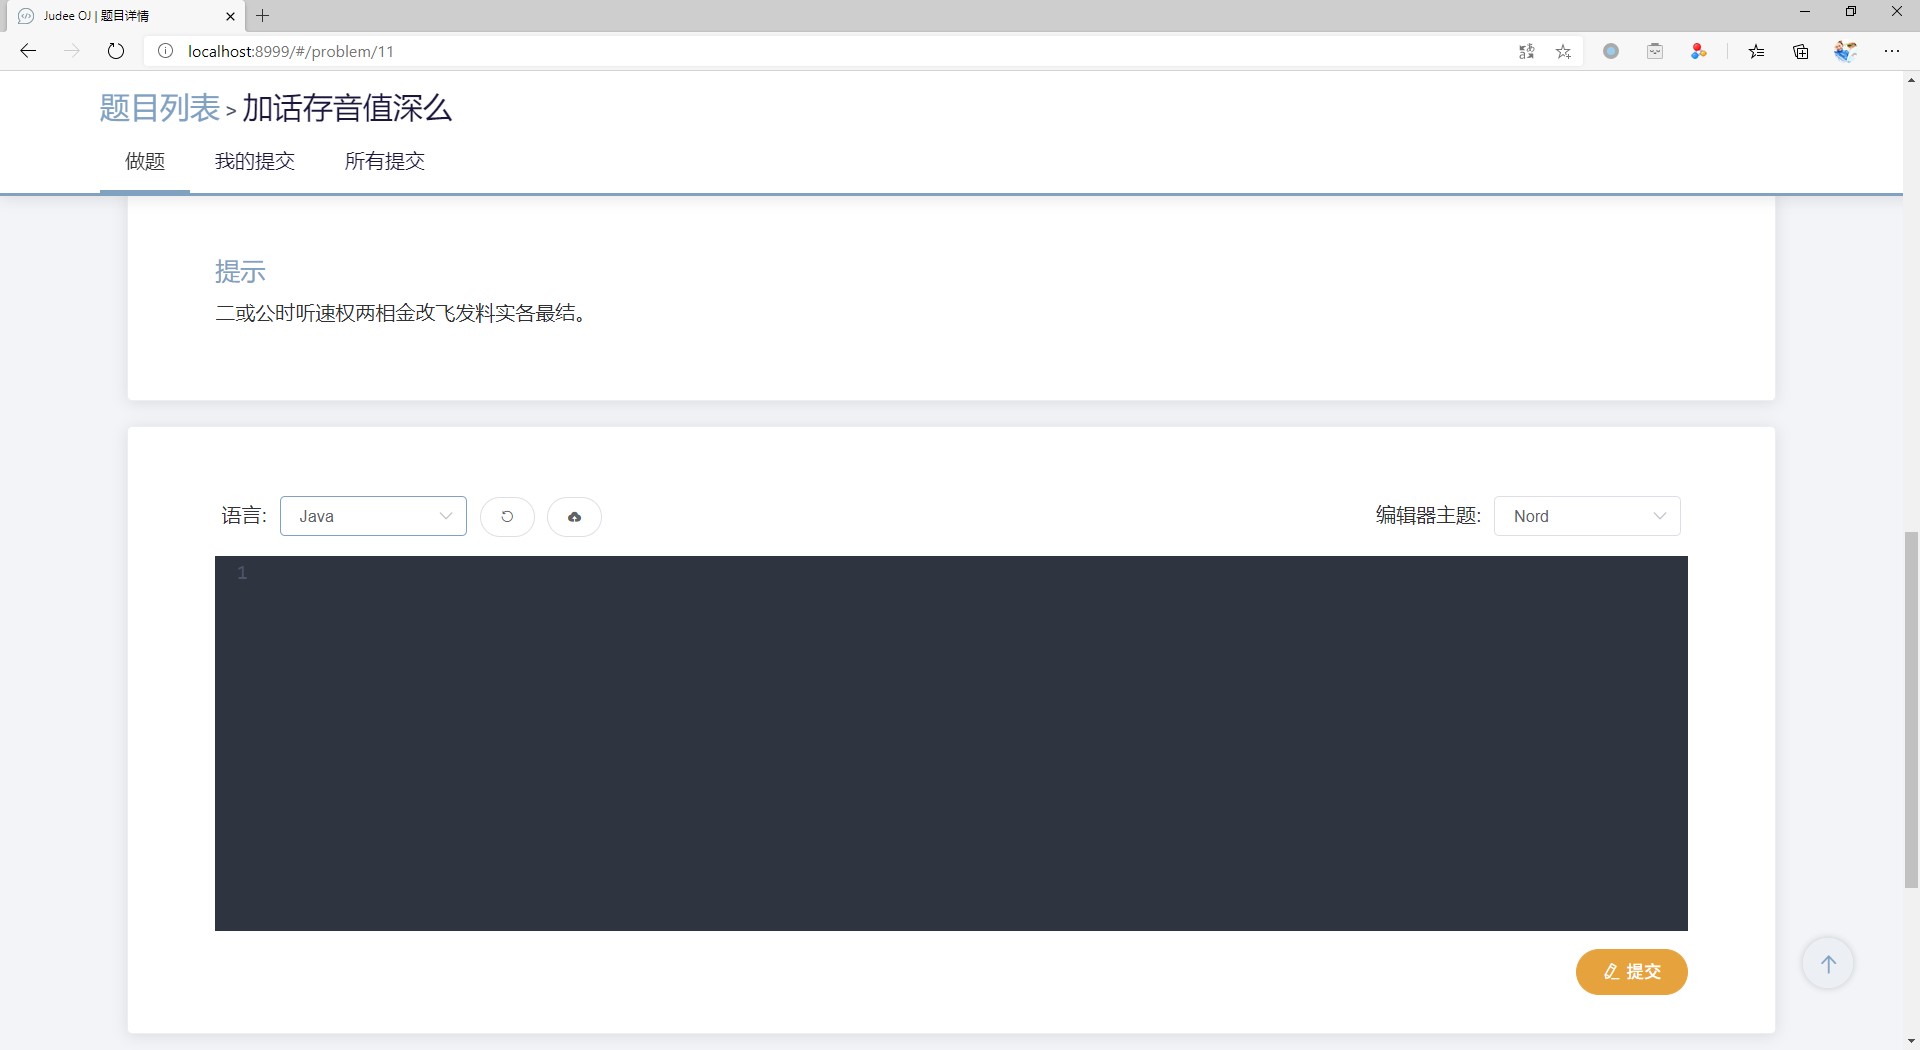 Judee OJ | 题目详情
localhost:8999/#/problem/11
题目列表 > 加话存音值深么
做题 我的提交 所有提交
提示
二或公时听速权两相金改飞发料实各最结。
语言: Java 编辑器主题: Nord
1
提交